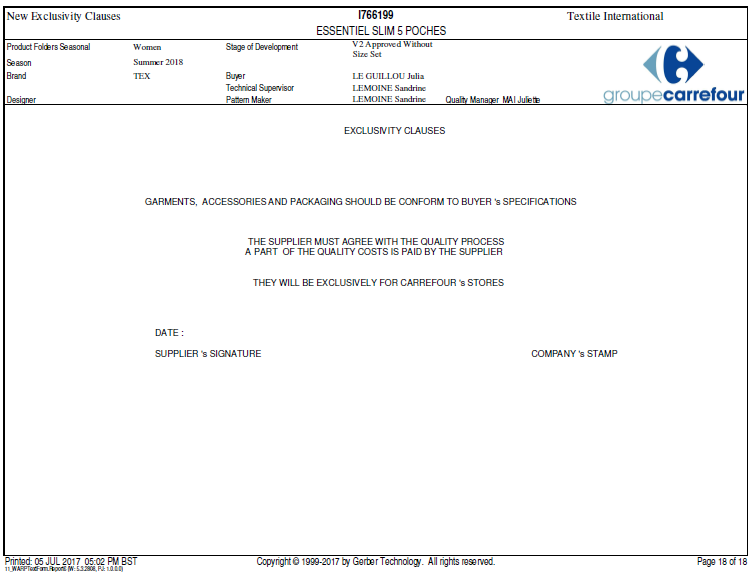 New Exclusivity Clauses I766199 Textile International
ESSENTIEL SLIM 5 POCHES
Product Folders Seasonal Women Stage of Development V2 Approved Without
Size Set
Season Summer 2018
Brand TEX Buyer LE GUILLOU Julia
Technical Supervisor LEMOINE Sandrine
Designer Pattern Maker LEMOINE Sandrine Quality Manager MAI Juliette
groupecarrefour
EXCLUSIVITY CLAUSES
GARMENTS, ACCESSORIES AND PACKAGING SHOULD BE CONFORM TO BUYER 's SPECIFICATIONS
THE SUPPLIER MUST AGREE WITH THE QUALITY PROCESS
A PART OF THE QUALITY COSTS IS PAID BY THE SUPPLIER
THEY WILL BE EXCLUSIVELY FOR CARREFOUR 's STORES
DATE :
SUPPLIER 's SIGNATURE COMPANY 's STAMP
Printed: 05 JUL 2017 05:02 PM BST Copyright © 1999-2017 by Gerber Technology. All rights reserved. Page 18 of 18